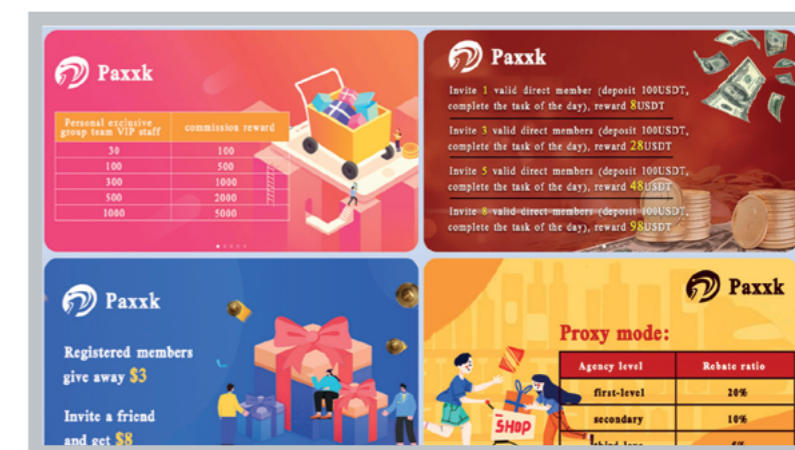 Paxxk
Personal exclusive
group team VIP staff
commission reward
30 100
100 500
300 1000
500 2000
1000 5000
Paxxk
Invite 1 valid direct member (deposit 100USDT,
complete the task of the day), reward 8USDT
Invite 3 valid direct members (deposit 100USDT,
complete the task of the day), reward 28USDT
Invite 5 valid direct members (deposit 100USDT,
complete the task of the day), reward 48USDT
Invite 8 valid direct members (deposit 100USDT,
complete the task of the day), reward 98USDT
Paxxk
Registered members
give away $3
Invite a friend
and get $8
Paxxk
Proxy mode:
Agency level Rebate ratio
first-level 20%
secondary 10%
SHOP